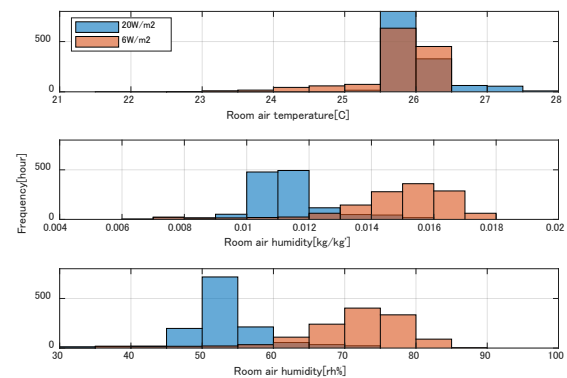 20W/m2
6W/m2
500
0
21 22 23 24 25 26 27 28
Room air temperature[C]
500
0
0.004 0.006 0.008 0.01 0.012 0.014 0.016 0.018 0.02
Room air humidity[kg/kg']
Frequency[hour]
500
0
30 40 50 60 70 80 90 100
Room air humidity[rh%]